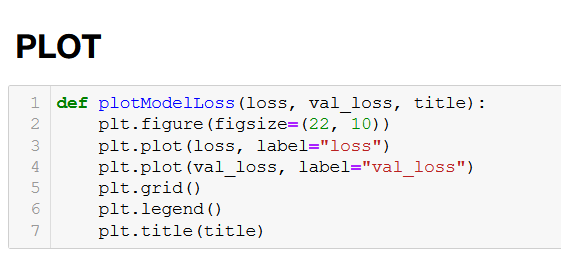 PLOT
1 def plotModelLoss(loss, val_loss, title):
2     plt.figure(figsize=(22, 10))
3     plt.plot(loss, label="loss")
4     plt.plot(val_loss, label="val_loss")
5     plt.grid()
6     plt.legend()
7     plt.title(title)